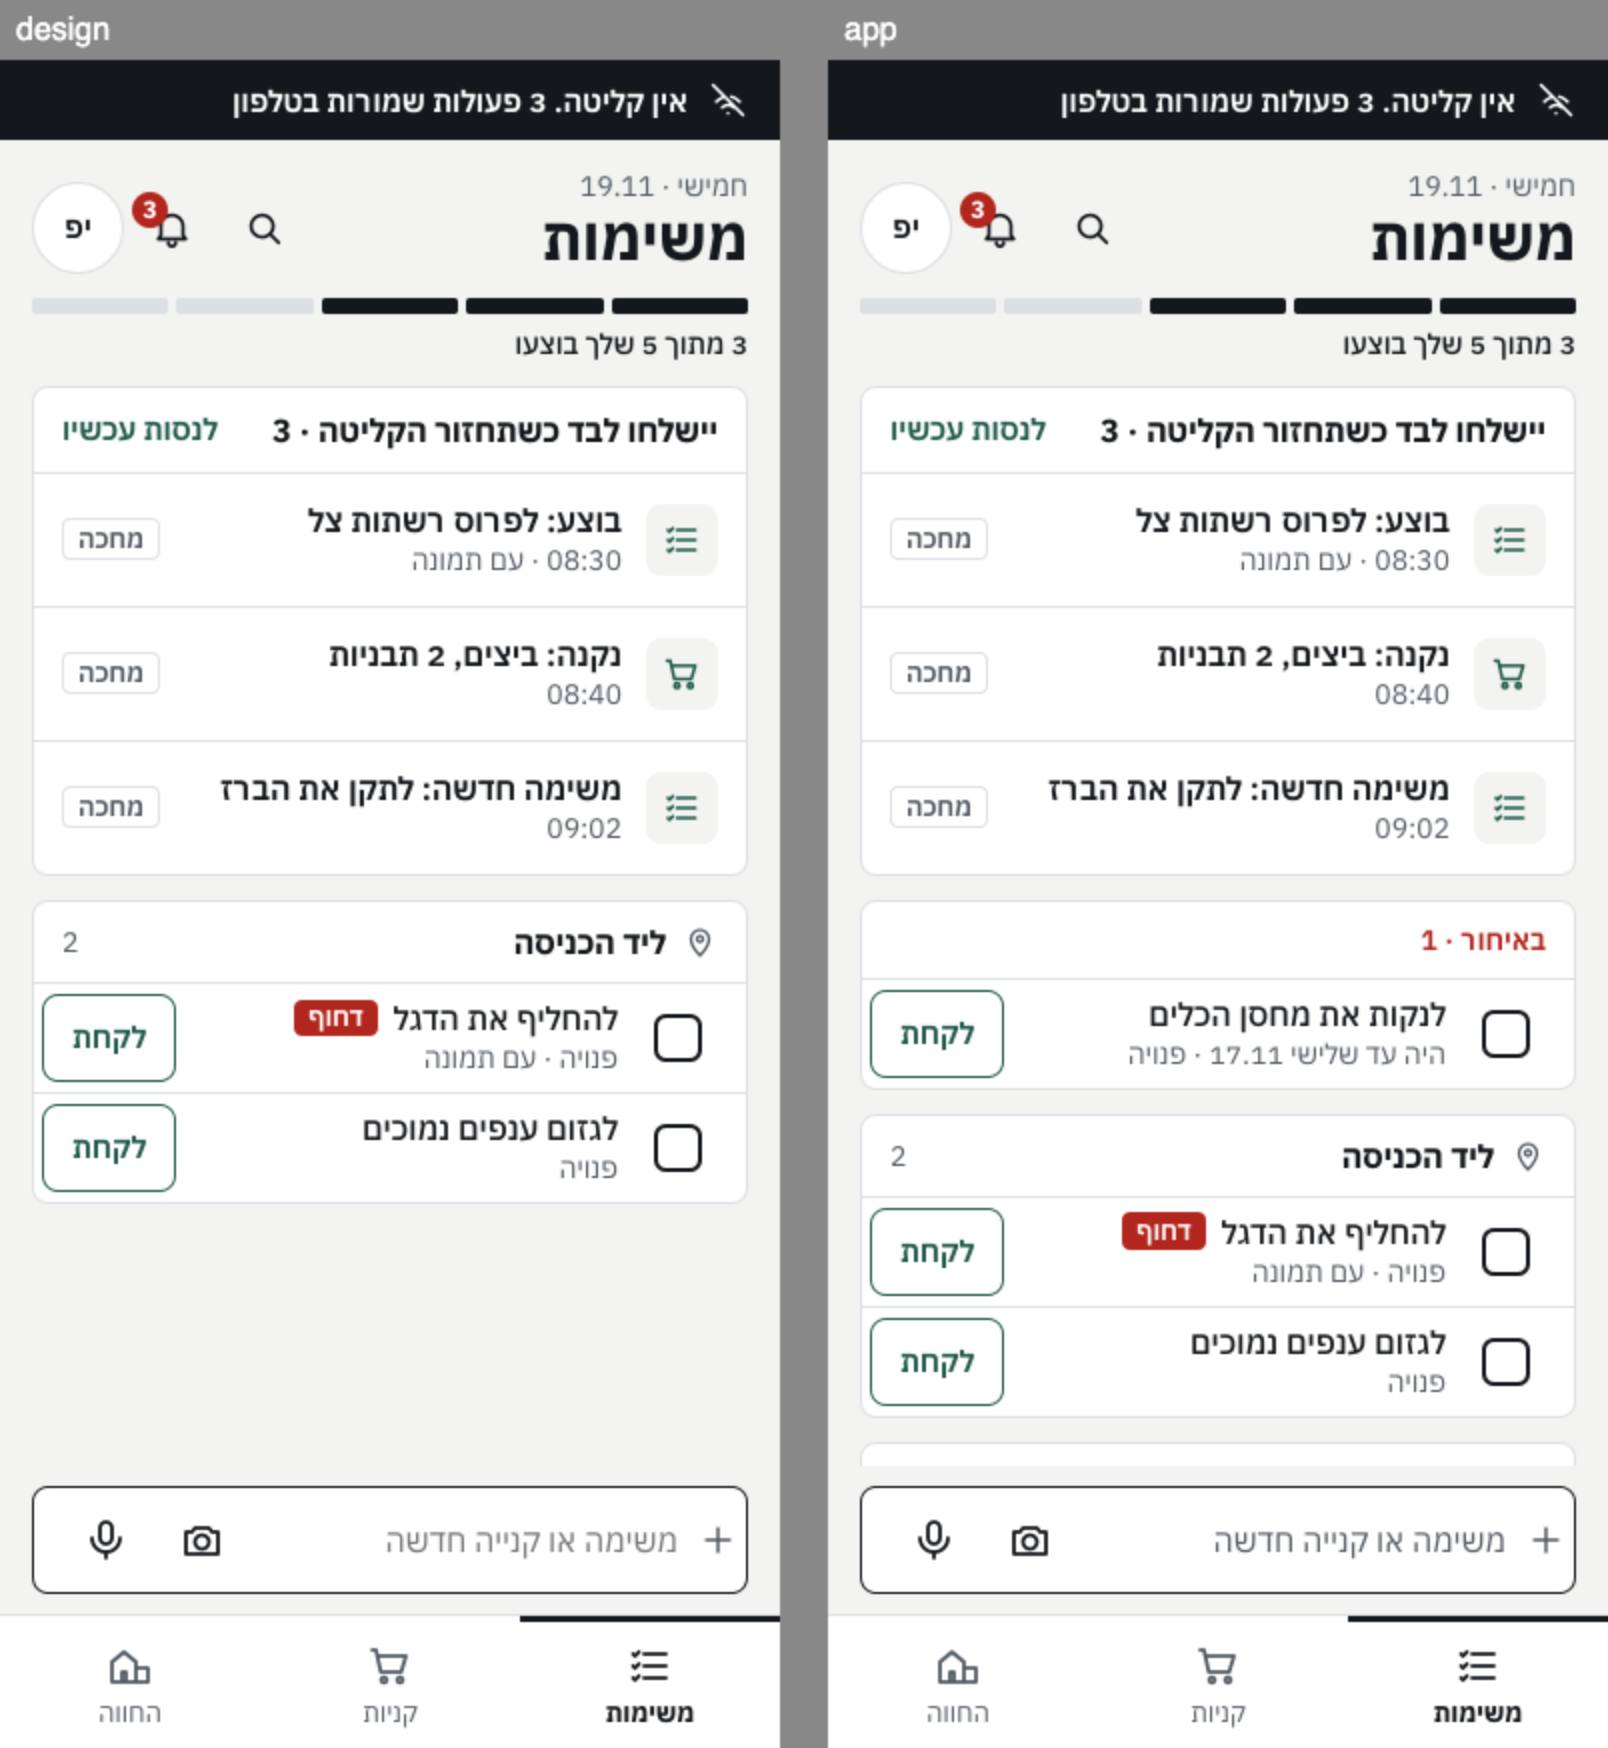 design
אין קליטה. 3 פעולות שמורות בטלפון
חמישי · 19.11
משימות
3
יפ
3 מתוך 5 שלך בוצעו
יישלחו לבד כשתחזור הקליטה · 3
לנסות עכשיו
בוצע: לפרוס רשתות צל
08:30 · עם תמונה
מחכה
נקנה: ביצים, 2 תבניות
08:40
מחכה
משימה חדשה: לתקן את הברז
09:02
מחכה
ליד הכניסה
2
להחליף את הדגל
דחוף
פנויה · עם תמונה
לקחת
לגזום ענפים נמוכים
פנויה
לקחת
משימה או קנייה חדשה
משימות
קניות
החווה
app
אין קליטה. 3 פעולות שמורות בטלפון
חמישי · 19.11
משימות
3
יפ
3 מתוך 5 שלך בוצעו
יישלחו לבד כשתחזור הקליטה · 3
לנסות עכשיו
בוצע: לפרוס רשתות צל
08:30 · עם תמונה
מחכה
נקנה: ביצים, 2 תבניות
08:40
מחכה
משימה חדשה: לתקן את הברז
09:02
מחכה
באיחור · 1
לנקות את מחסן הכלים
היה עד שלישי 17.11 · פנויה
לקחת
ליד הכניסה
2
להחליף את הדגל
דחוף
פנויה · עם תמונה
לקחת
לגזום ענפים נמוכים
פנויה
לקחת
משימה או קנייה חדשה
משימות
קניות
החווה